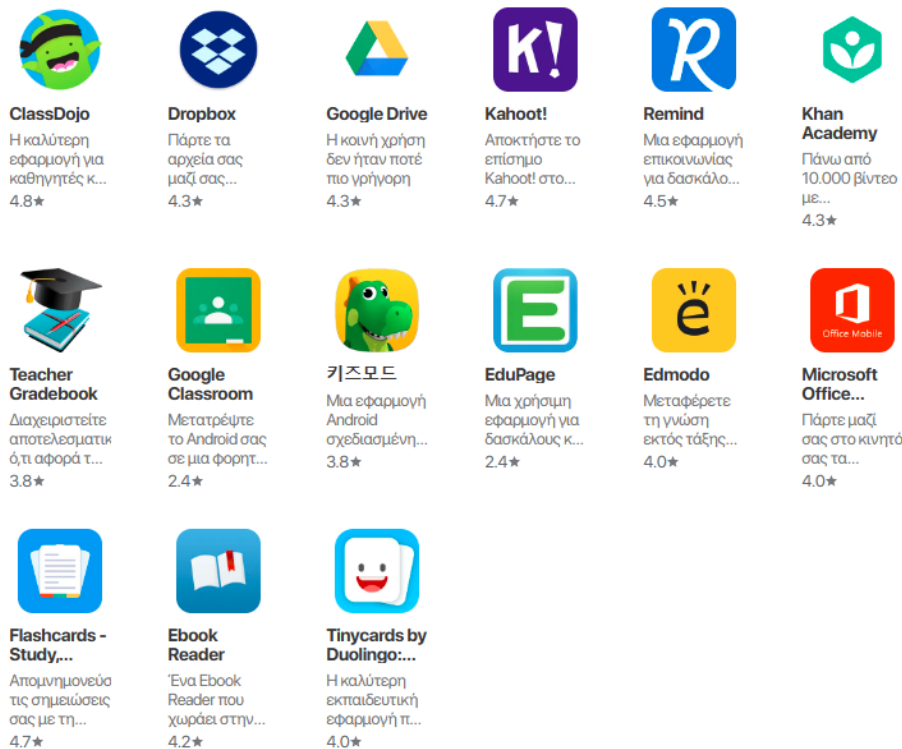 K!
R
ClassDojo
Η καλύτερη
εφαρμογή για
καθηγητές κ...
4.8★
Dropbox
Πάρτε τα
αρχεία σας
μαζί σας...
4.3★
Google Drive
Η κοινή χρήση
δεν ήταν ποτέ
πιο γρήγορη
4.3★
Kahoot!
Αποκτήστε το
επίσημο
Kahoot! στο...
4.7★
Remind
Μια εφαρμογή
επικοινωνίας
για δασκάλο...
4.5★
Khan
Academy
Πάνω από
10.000 βίντεο
με...
4.3★
E
ë
Office Mobile
Teacher
Gradebook
Διαχειριστείτε
αποτελεσματικ
ό,τι αφορά τ...
3.8★
Google
Classroom
Μετατρέψτε
το Android σας
σε μια φορητ...
2.4★
키즈모드
Μια εφαρμογή
Android
σχεδιασμένη...
3.8★
EduPage
Μια χρήσιμη
εφαρμογή για
δασκάλους κ...
2.4★
Edmodo
Μεταφέρετε
τη γνώση
εκτός τάξης...
4.0★
Microsoft
Office...
Πάρτε μαζί
σας στο κινητό
σας τα...
4.0★
Flashcards -
Study,...
Απομνημονεύσ
τις σημειώσεις
σας με τη...
4.7★
Ebook
Reader
Ένα Ebook
Reader που
χωράει στην...
4.2★
Tinycards by
Duolingo:...
Η καλύτερη
εκπαιδευτική
εφαρμογή π...
4.0★